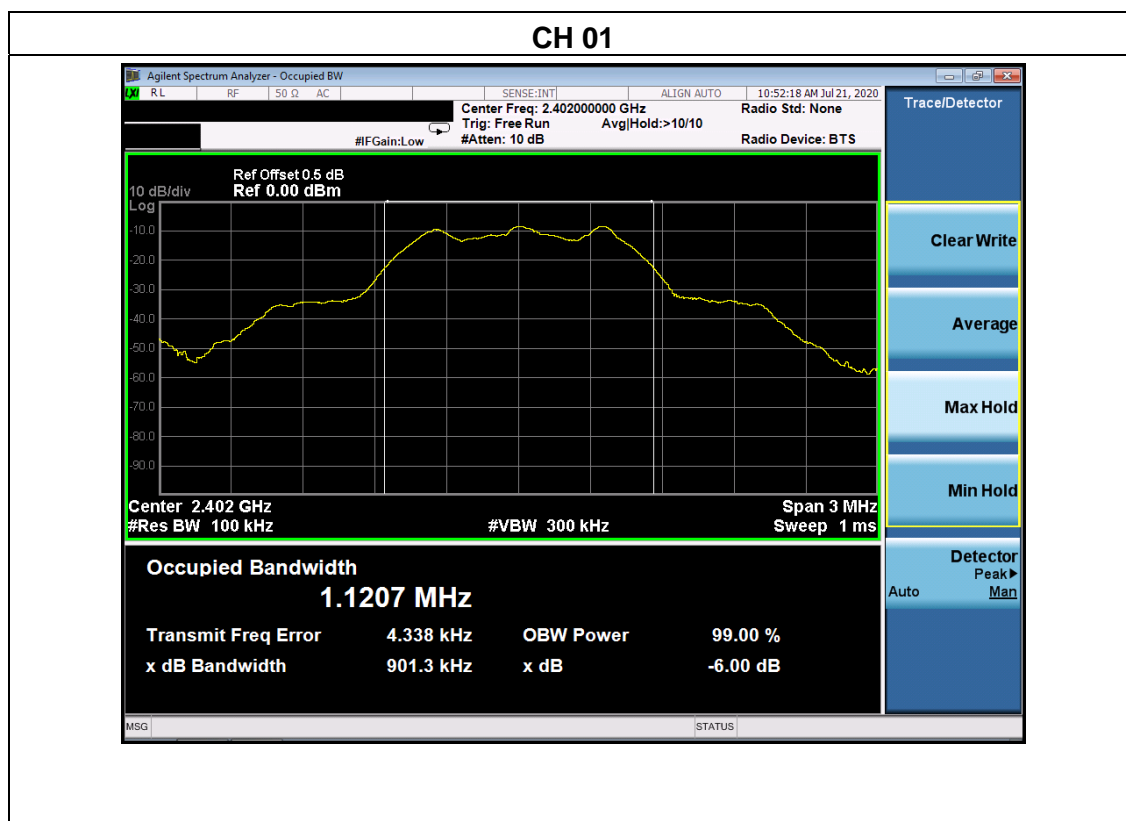 CH 01
Agilent Spectrum Analyzer - Occupied BW
LXI RL RF 50 Ω AC SENSE:INT ALIGN AUTO 10:52:18 AM Jul 21, 2020
Center Freq: 2.402000000 GHz Radio Std: None
Trig: Free Run Avg|Hold:>10/10
#IFGain:Low #Atten: 10 dB Radio Device: BTS
Trace/Detector
Ref Offset 0.5 dB
10 dB/div Ref 0.00 dBm
Log
-10.0
-20.0
-30.0
-40.0
-50.0
-60.0
-70.0
-80.0
-90.0
Center 2.402 GHz Span 3 MHz
#Res BW 100 kHz #VBW 300 kHz Sweep 1 ms
Occupied Bandwidth
1.1207 MHz
Transmit Freq Error 4.338 kHz OBW Power 99.00 %
x dB Bandwidth 901.3 kHz x dB -6.00 dB
Clear Write
Average
Max Hold
Min Hold
Detector
Peak▶
Auto Man
MSG STATUS